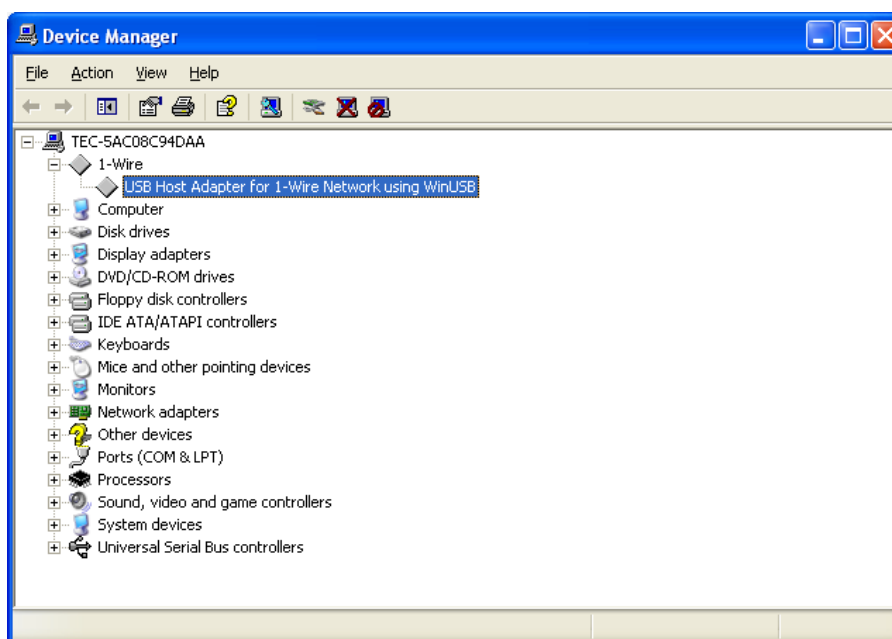 Device Manager
File Action View Help
TEC-5AC08C94DAA
1-Wire
USB Host Adapter for 1-Wire Network using WinUSB
Computer
Disk drives
Display adapters
DVD/CD-ROM drives
Floppy disk controllers
IDE ATA/ATAPI controllers
Keyboards
Mice and other pointing devices
Monitors
Network adapters
Other devices
Ports (COM & LPT)
Processors
Sound, video and game controllers
System devices
Universal Serial Bus controllers